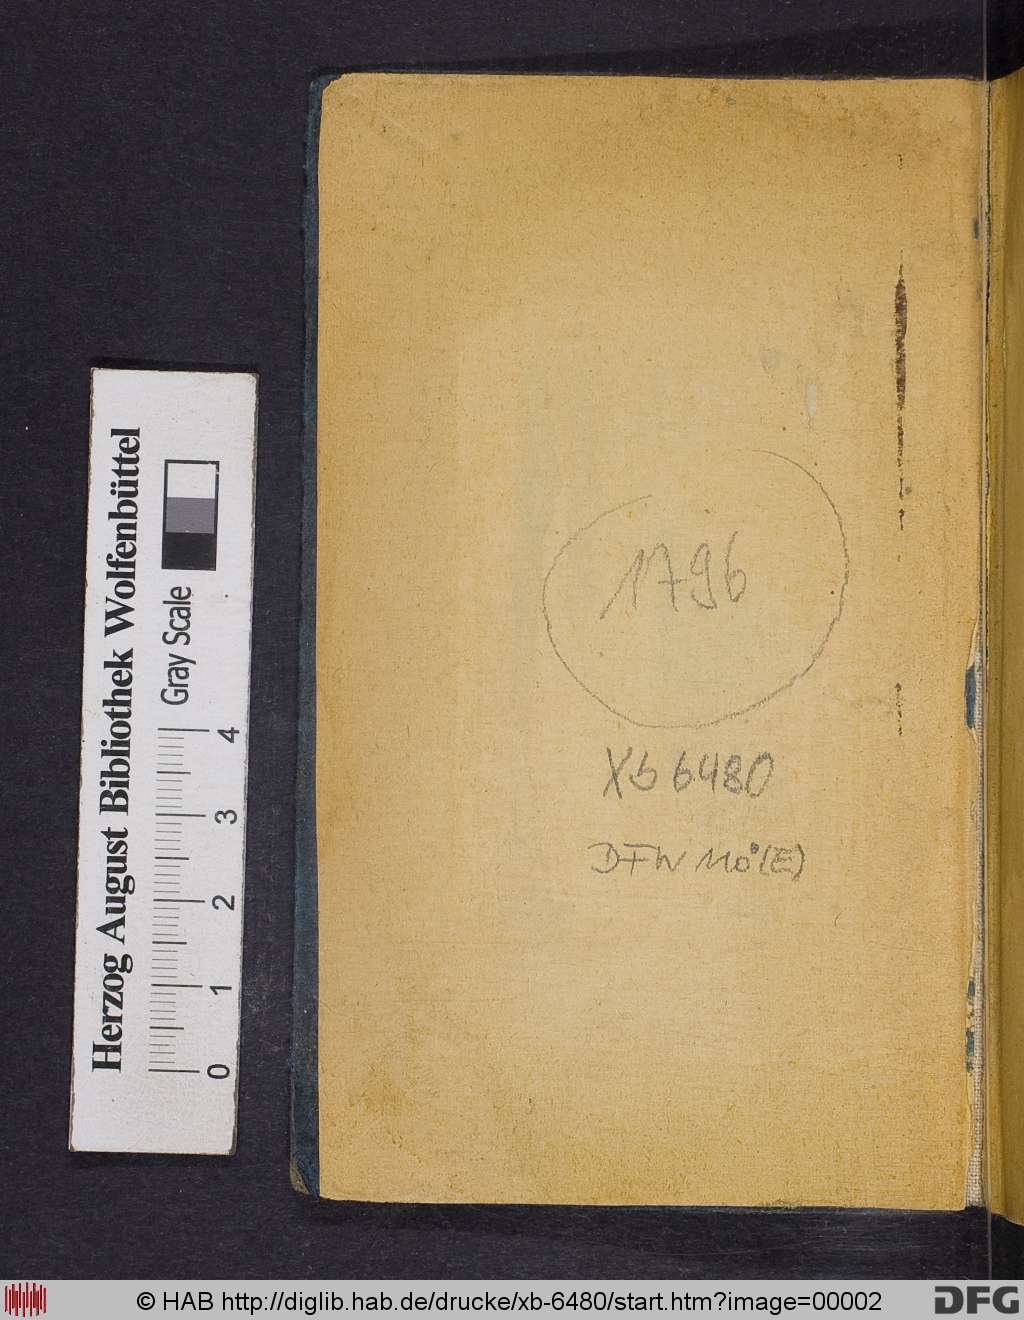 Herzog August Bibliothek Wolfenbüttel
Gray Scale
0 1 2 3 4
1796
Xb 6480
DFW 110°(E)
© HAB http://diglib.hab.de/drucke/xb-6480/start.htm?image=00002
DFG